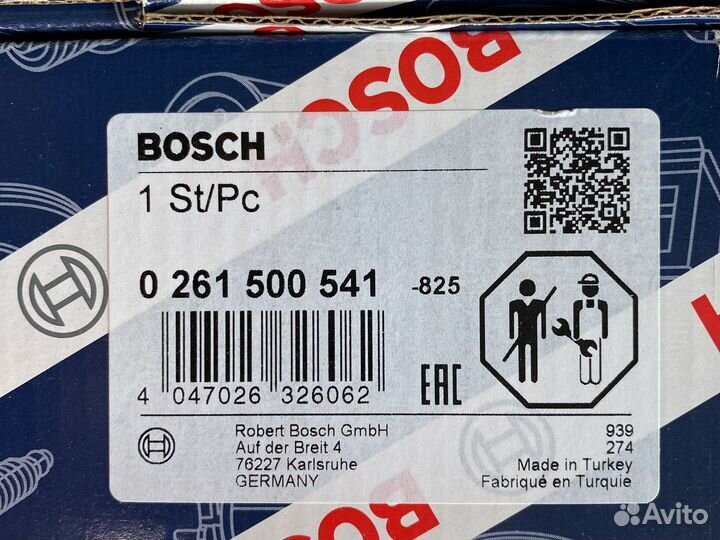 BOSCH
BOSCH
1 St/Pc
0 261 500 541 -825
4 047026 326062
EAC
Robert Bosch GmbH
Auf der Breit 4
76227 Karlsruhe
GERMANY
939
274
Made in Turkey
Fabriqué en Turquie
Avito